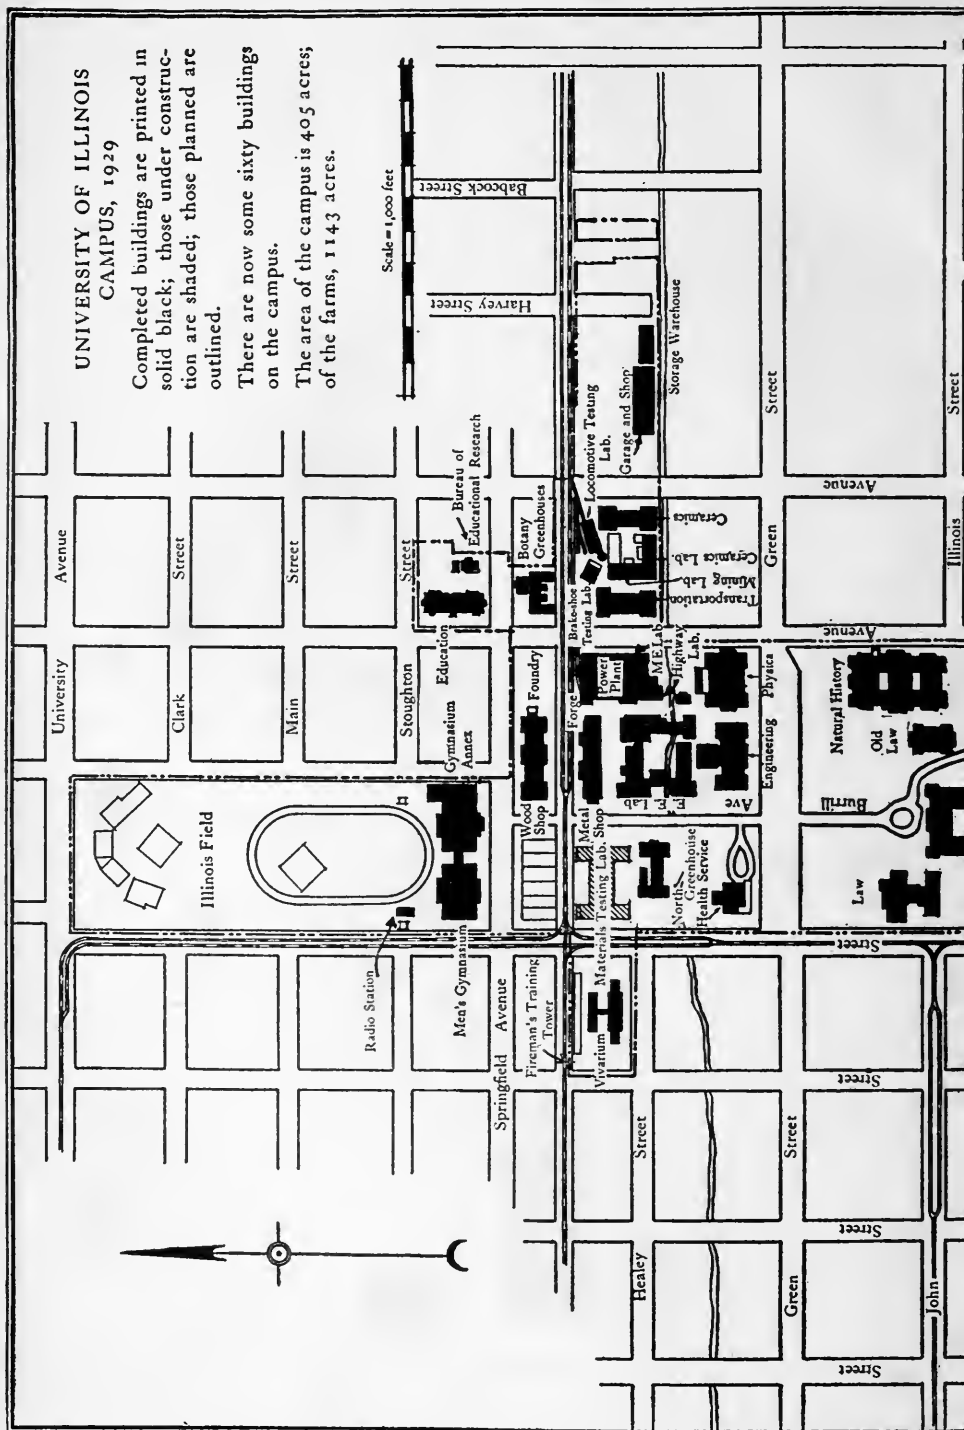 UNIVERSITY OF ILLINOIS
CAMPUS, 1929
Completed buildings are printed in
solid black; those under construc-
tion are shaded; those planned are
outlined.
There are now some sixty buildings
on the campus.
The area of the campus is 405 acres;
of the farms, 1143 acres.
Scale = 1,000 feet
University
Avenue
Clark
Street
Main
Street
Stoughton
Street
Illinois Field
Radio Station
Men's Gymnasium
Gymnasium
Annex
Education
Bureau of
Educational Research
Botany
Greenhouses
Harvey Street
Babcock Street
Springfield
Avenue
Fireman's Training
Tower
Vivarium
Wood
Shop
Foundry
Forge
Metal
Shop
Materials Testing Lab.
Power
Plant
M E Lab
Highway
Lab.
Brake-shoe
Testing Lab
Locomotive Testing
Lab.
Garage and Shop
Storage Warehouse
Ceramics
Ceramics Lab.
Mining Lab.
Transportation
E. E. Lab
North
Greenhouse
Health Service
Engineering
Physics
Healey
Street
Green
Street
Green
Street
Burrill
Ave
Avenue
Avenue
Natural History
Old
Law
Law
Street
Street
Street
Street
John
Illinois
Street